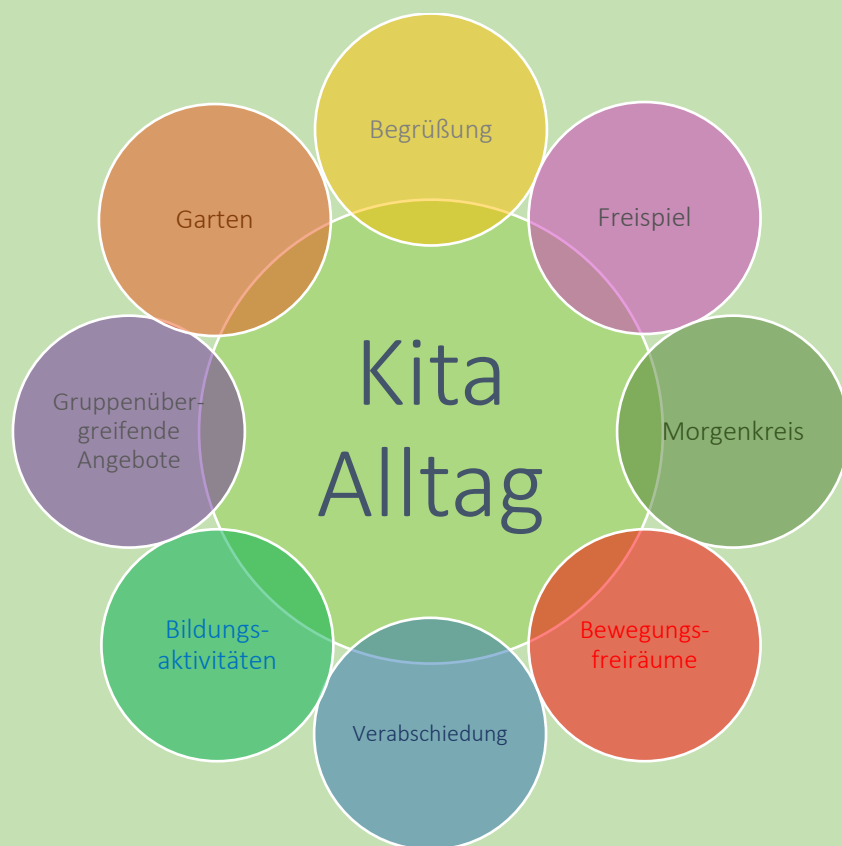 Begrüßung
Freispiel
Garten
Kita
Alltag
Gruppenüber-
greifende
Angebote
Morgenkreis
Bildungs-
aktivitäten
Bewegungs-
freiräume
Verabschiedung